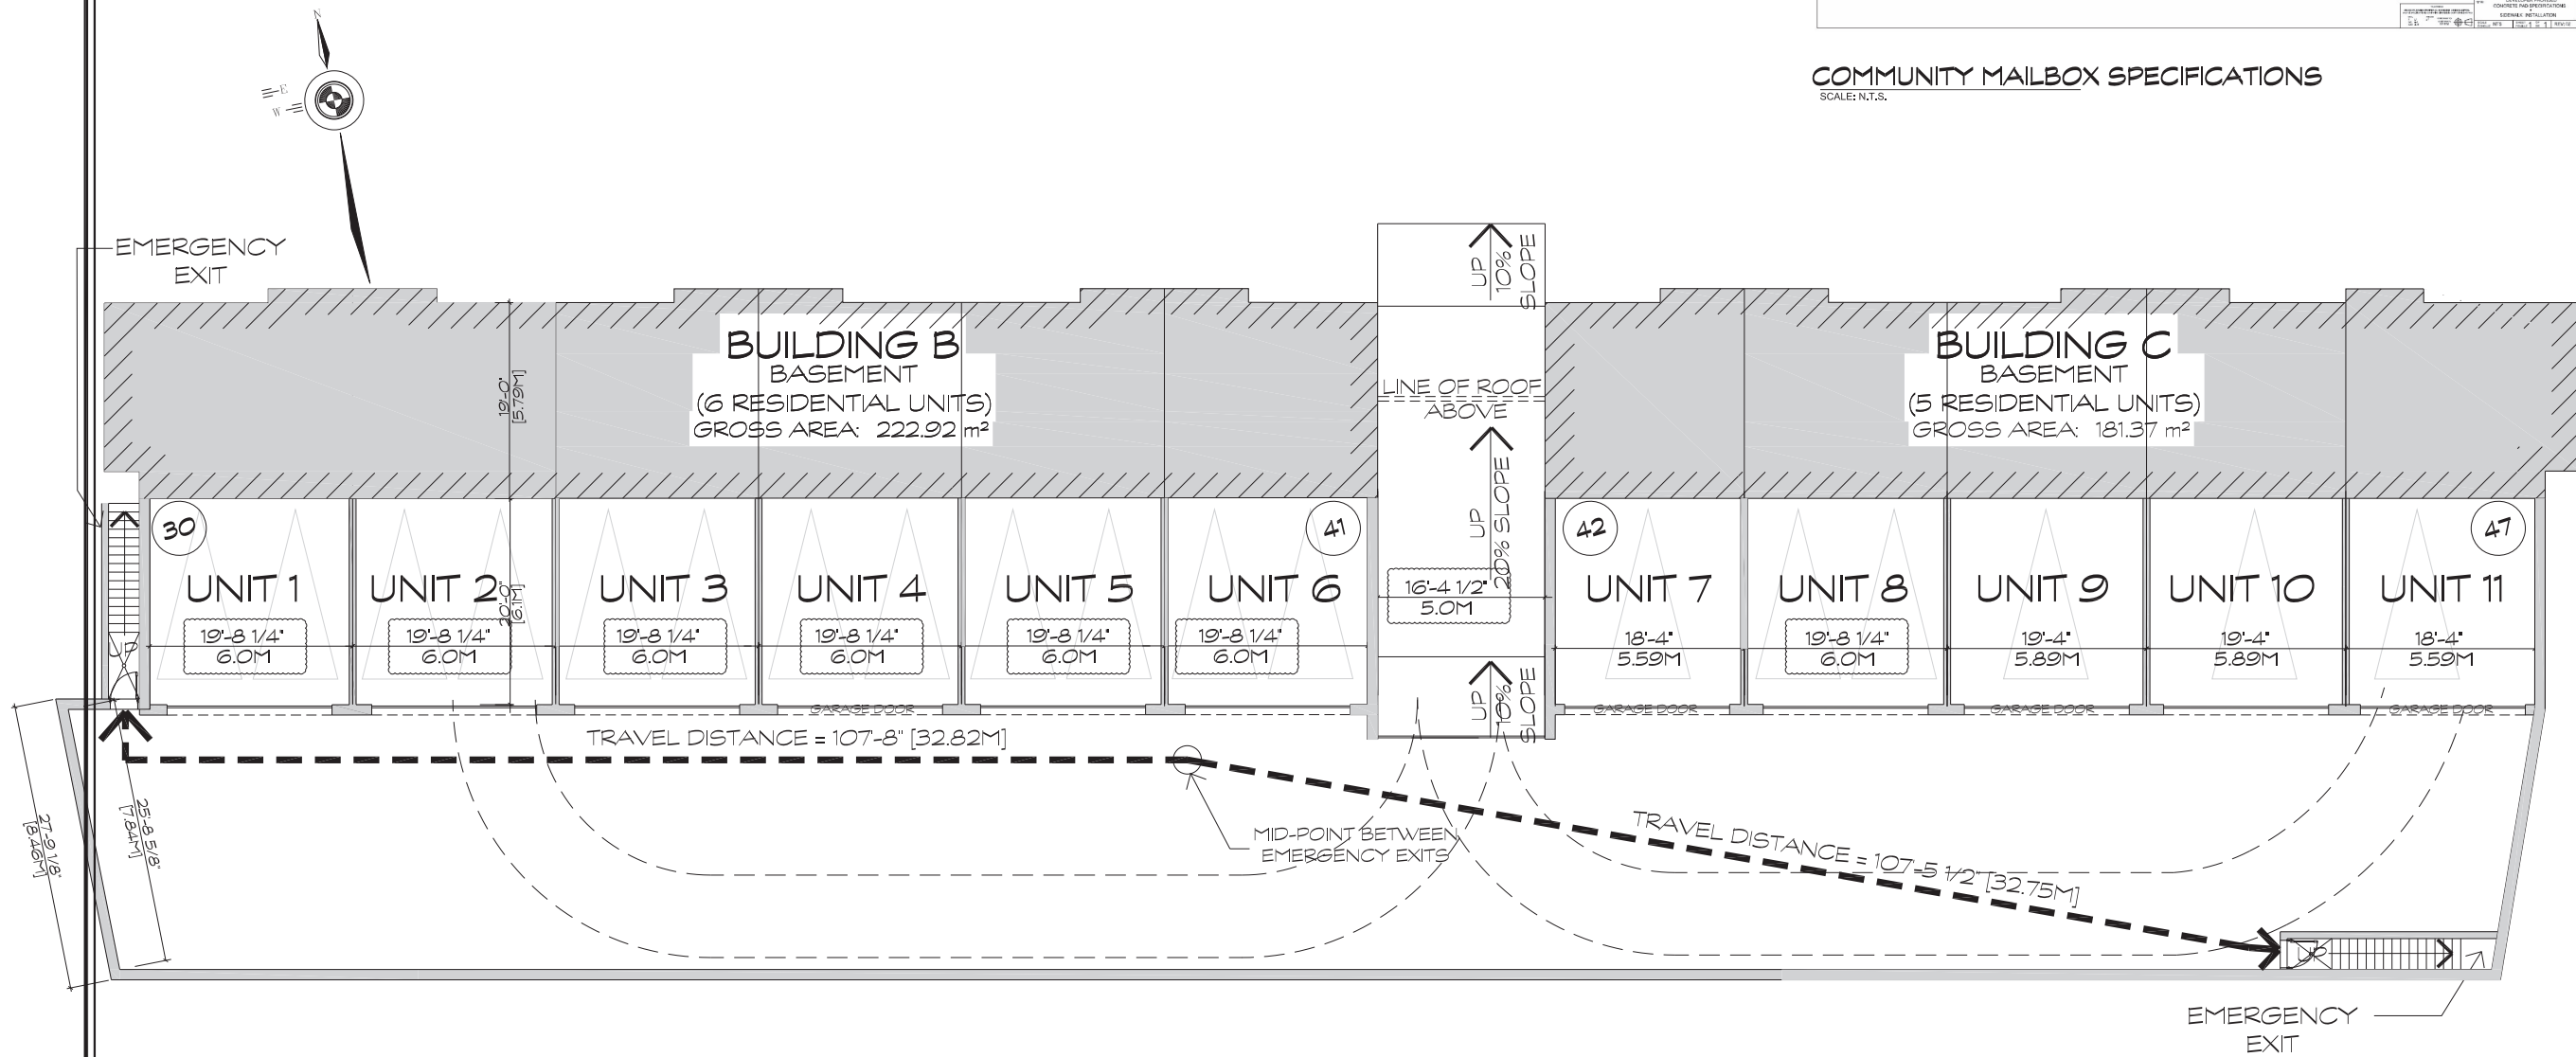 CONCRETE PAD SPECIFICATIONS
SIDEWALK INSTALLATION
COMMUNITY MAILBOX SPECIFICATIONS
SCALE: N.T.S.
N
E
W
EMERGENCY
EXIT
UP
10%
SLOPE
BUILDING B
BASEMENT
(6 RESIDENTIAL UNITS)
GROSS AREA: 222.92 m²
19'-0"
[5.79M]
LINE OF ROOF
ABOVE
BUILDING C
BASEMENT
(5 RESIDENTIAL UNITS)
GROSS AREA: 181.37 m²
UP
20% SLOPE
30
41
42
47
UNIT 1
UNIT 2
UNIT 3
UNIT 4
UNIT 5
UNIT 6
UNIT 7
UNIT 8
UNIT 9
UNIT 10
UNIT 11
20'-0"
[6.1M]
16'-4 1/2"
5.0M
19'-8 1/4"
6.0M
19'-8 1/4"
6.0M
19'-8 1/4"
6.0M
19'-8 1/4"
6.0M
19'-8 1/4"
6.0M
19'-8 1/4"
6.0M
18'-4"
5.59M
19'-8 1/4"
6.0M
19'-4"
5.89M
19'-4"
5.89M
18'-4"
5.59M
UP
UP
10%
SLOPE
GARAGE DOOR
GARAGE DOOR
GARAGE DOOR
GARAGE DOOR
TRAVEL DISTANCE = 107'-8" [32.82M]
25'-8 5/8"
[7.84M]
27'-9 1/8"
[8.46M]
MID-POINT BETWEEN
EMERGENCY EXITS
TRAVEL DISTANCE = 107'-5 1/2" [32.75M]
UP
EMERGENCY
EXIT